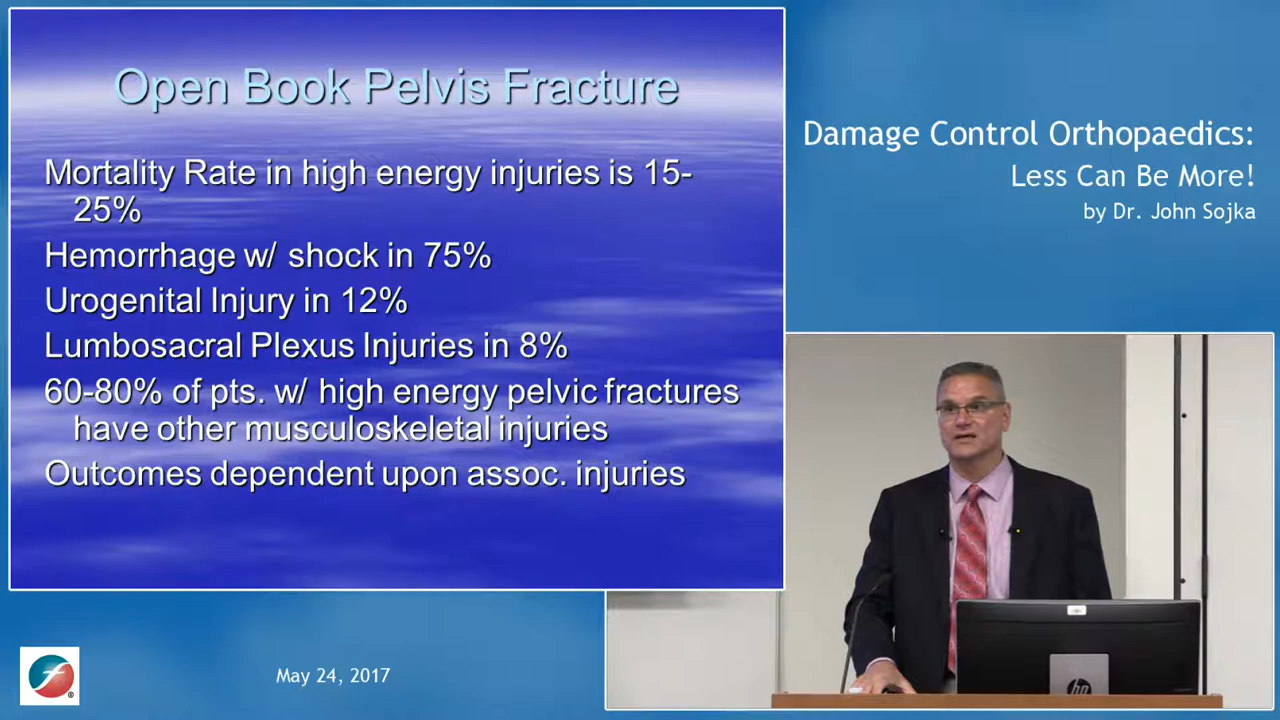 Open Book Pelvis Fracture
Mortality Rate in high energy injuries is 15-
25%
Hemorrhage w/ shock in 75%
Urogenital Injury in 12%
Lumbosacral Plexus Injuries in 8%
60-80% of pts. w/ high energy pelvic fractures
have other musculoskeletal injuries
Outcomes dependent upon assoc. injuries
Damage Control Orthopaedics:
Less Can Be More!
by Dr. John Sojka
hp
®
May 24, 2017